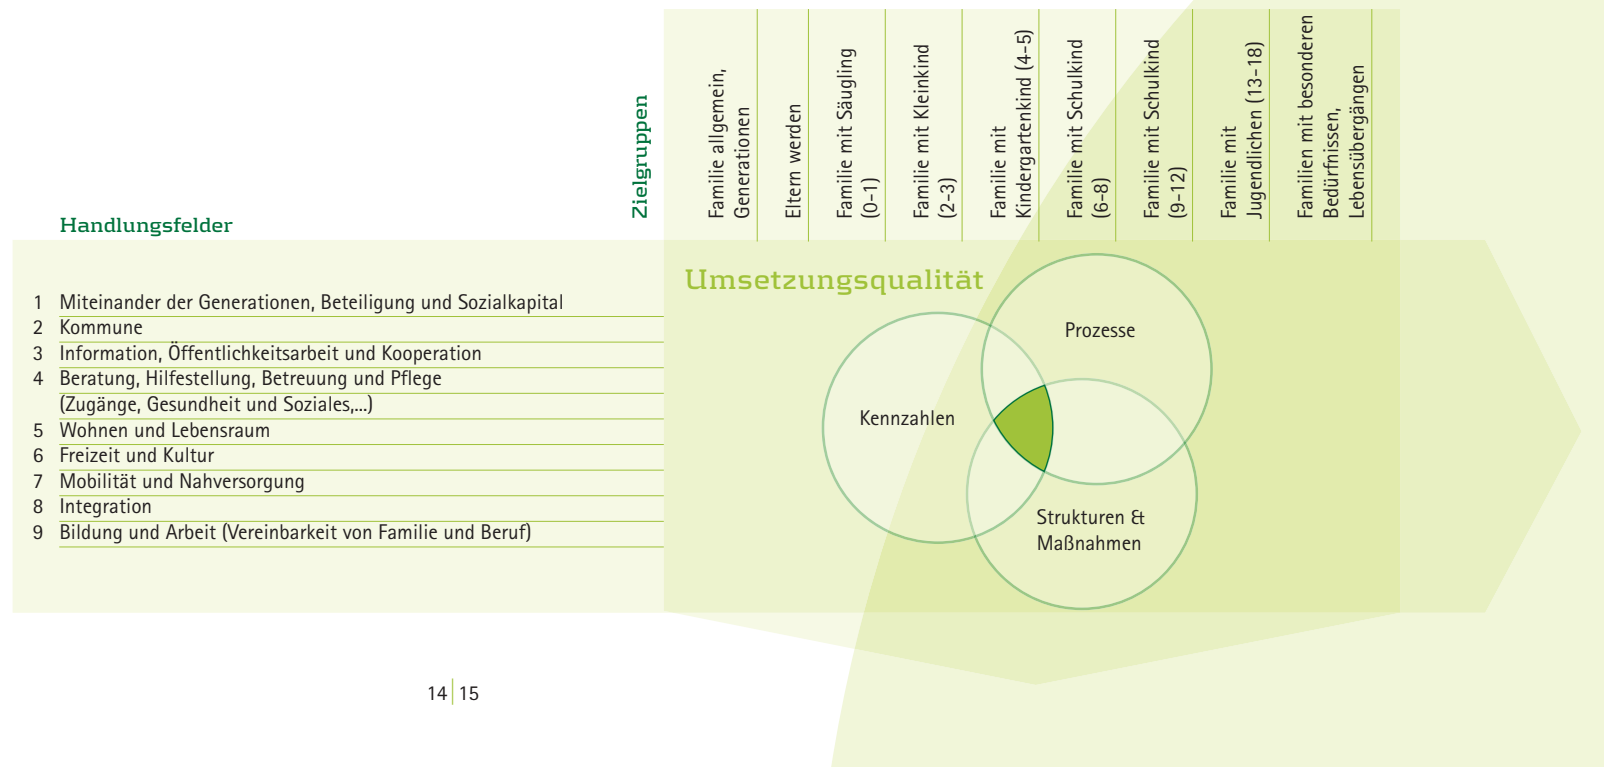 Zielgruppen
Familie allgemein,
Generationen
Eltern werden
Familie mit Säugling
(0-1)
Familie mit Kleinkind
(2-3)
Familie mit
Kindergartenkind (4-5)
Familie mit Schulkind
(6-8)
Familie mit Schulkind
(9-12)
Familie mit
Jugendlichen (13-18)
Familien mit besonderen
Bedürfnissen,
Lebensübergängen
Handlungsfelder
1 Miteinander der Generationen, Beteiligung und Sozialkapital
2 Kommune
3 Information, Öffentlichkeitsarbeit und Kooperation
4 Beratung, Hilfestellung, Betreuung und Pflege
(Zugänge, Gesundheit und Soziales,...)
5 Wohnen und Lebensraum
6 Freizeit und Kultur
7 Mobilität und Nahversorgung
8 Integration
9 Bildung und Arbeit (Vereinbarkeit von Familie und Beruf)
Umsetzungsqualität
Prozesse
Kennzahlen
Strukturen &
Maßnahmen
14 | 15